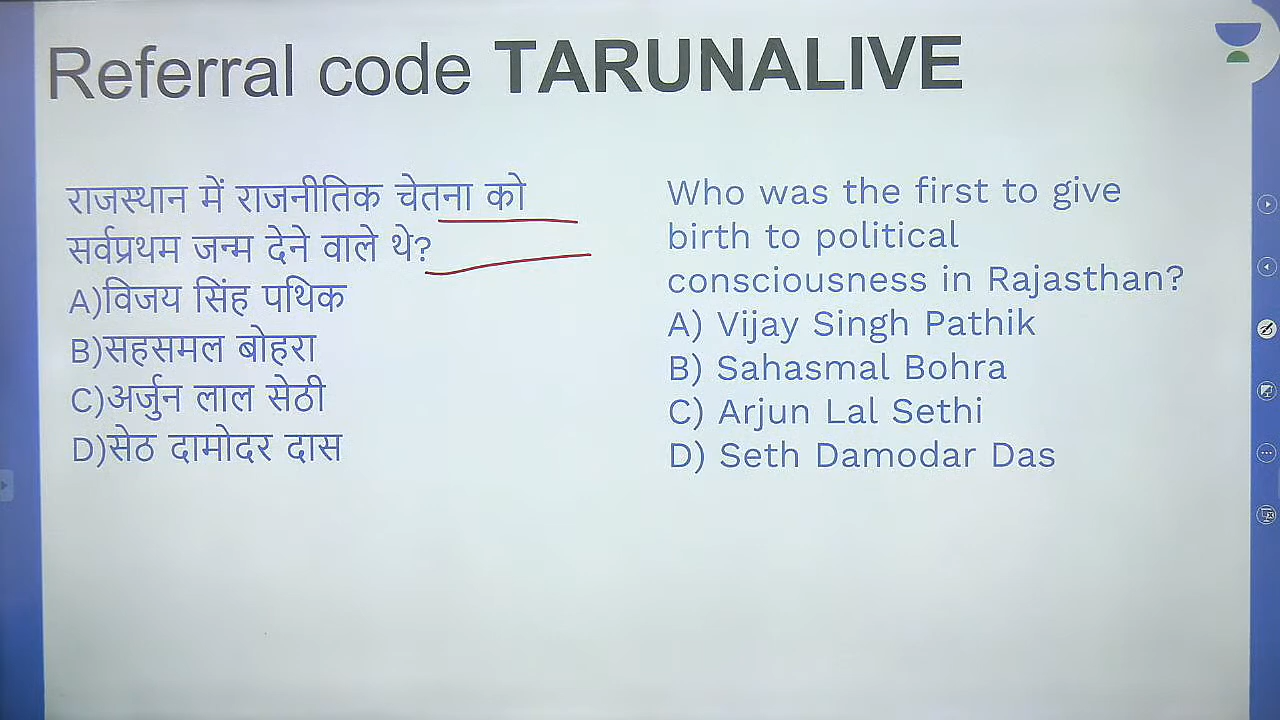 Referral code TARUNALIVE
राजस्थान में राजनीतिक चेतना को
सर्वप्रथम जन्म देने वाले थे?
A)विजय सिंह पथिक
B)सहसमल बोहरा
C)अर्जुन लाल सेठी
D)सेठ दामोदर दास
Who was the first to give
birth to political
consciousness in Rajasthan?
A) Vijay Singh Pathik
B) Sahasmal Bohra
C) Arjun Lal Sethi
D) Seth Damodar Das